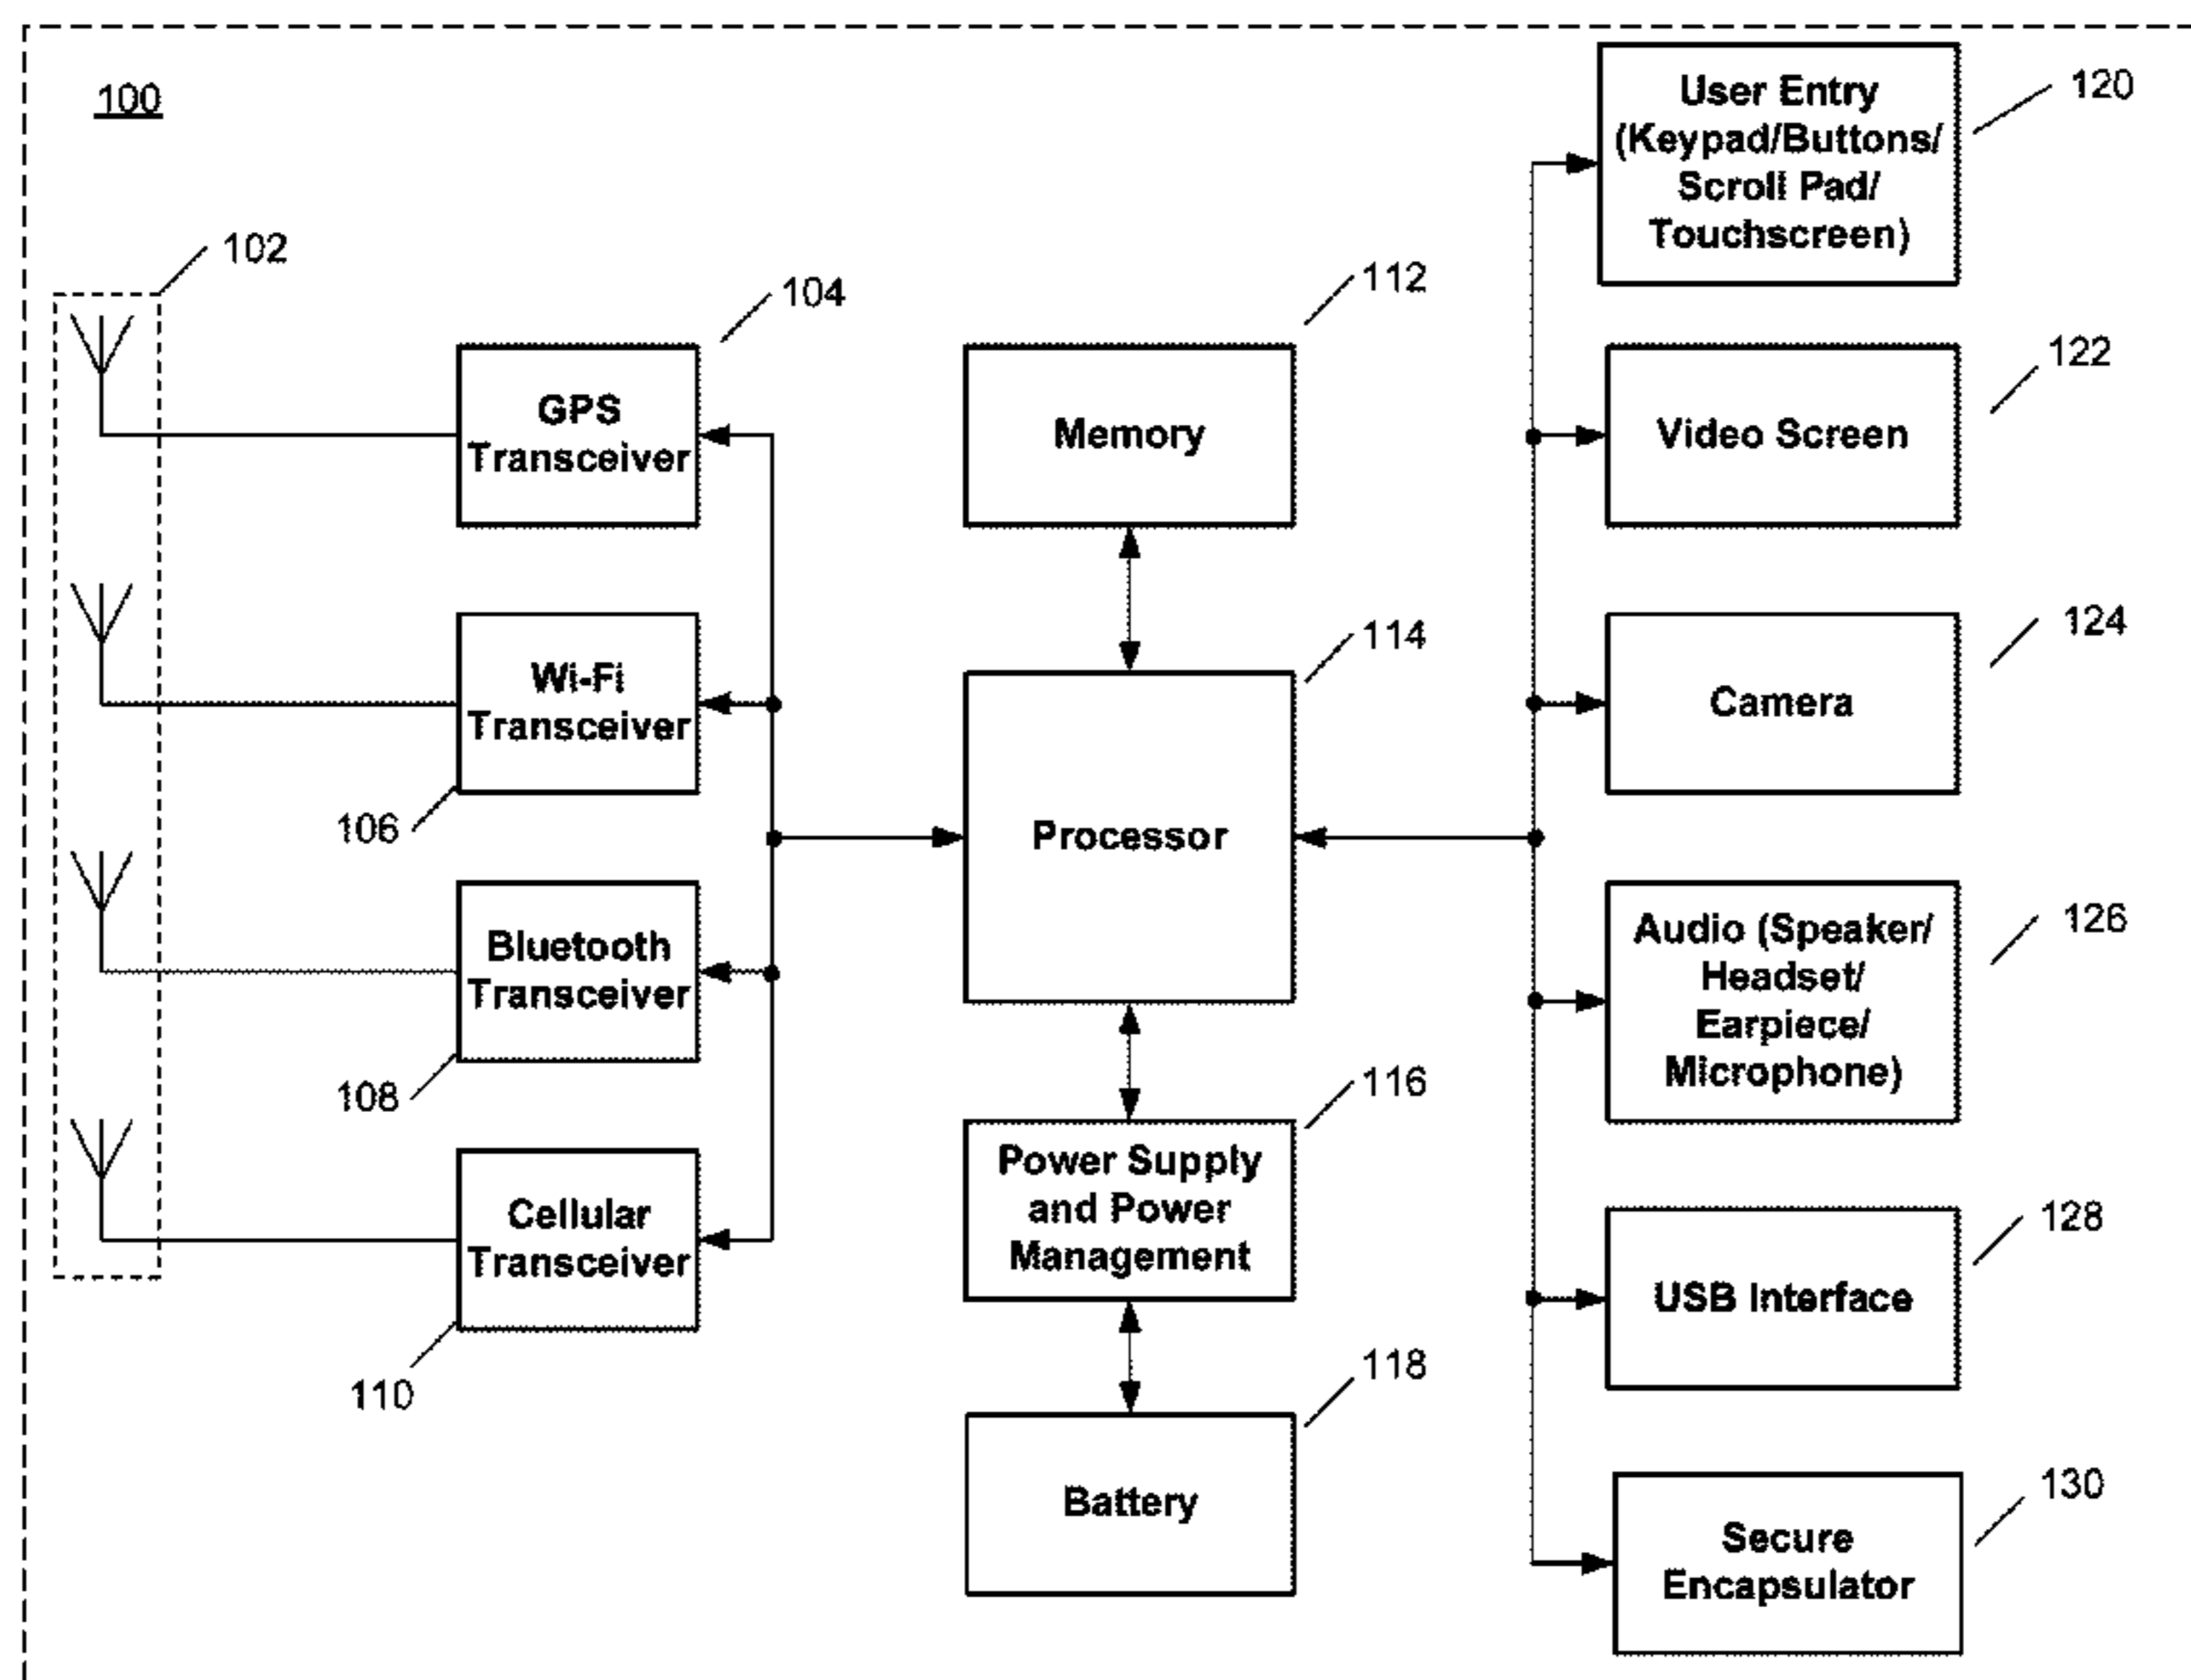 100
102
GPS
Transceiver
104
Wi-Fi
Transceiver
106
Bluetooth
Transceiver
108
Cellular
Transceiver
110
Memory
112
Processor
114
Power Supply
and Power
Management
116
Battery
118
User Entry
(Keypad/Buttons/
Scroll Pad/
Touchscreen)
120
Video Screen
122
Camera
124
Audio (Speaker/
Headset/
Earpiece/
Microphone)
126
USB Interface
128
Secure
Encapsulator
130